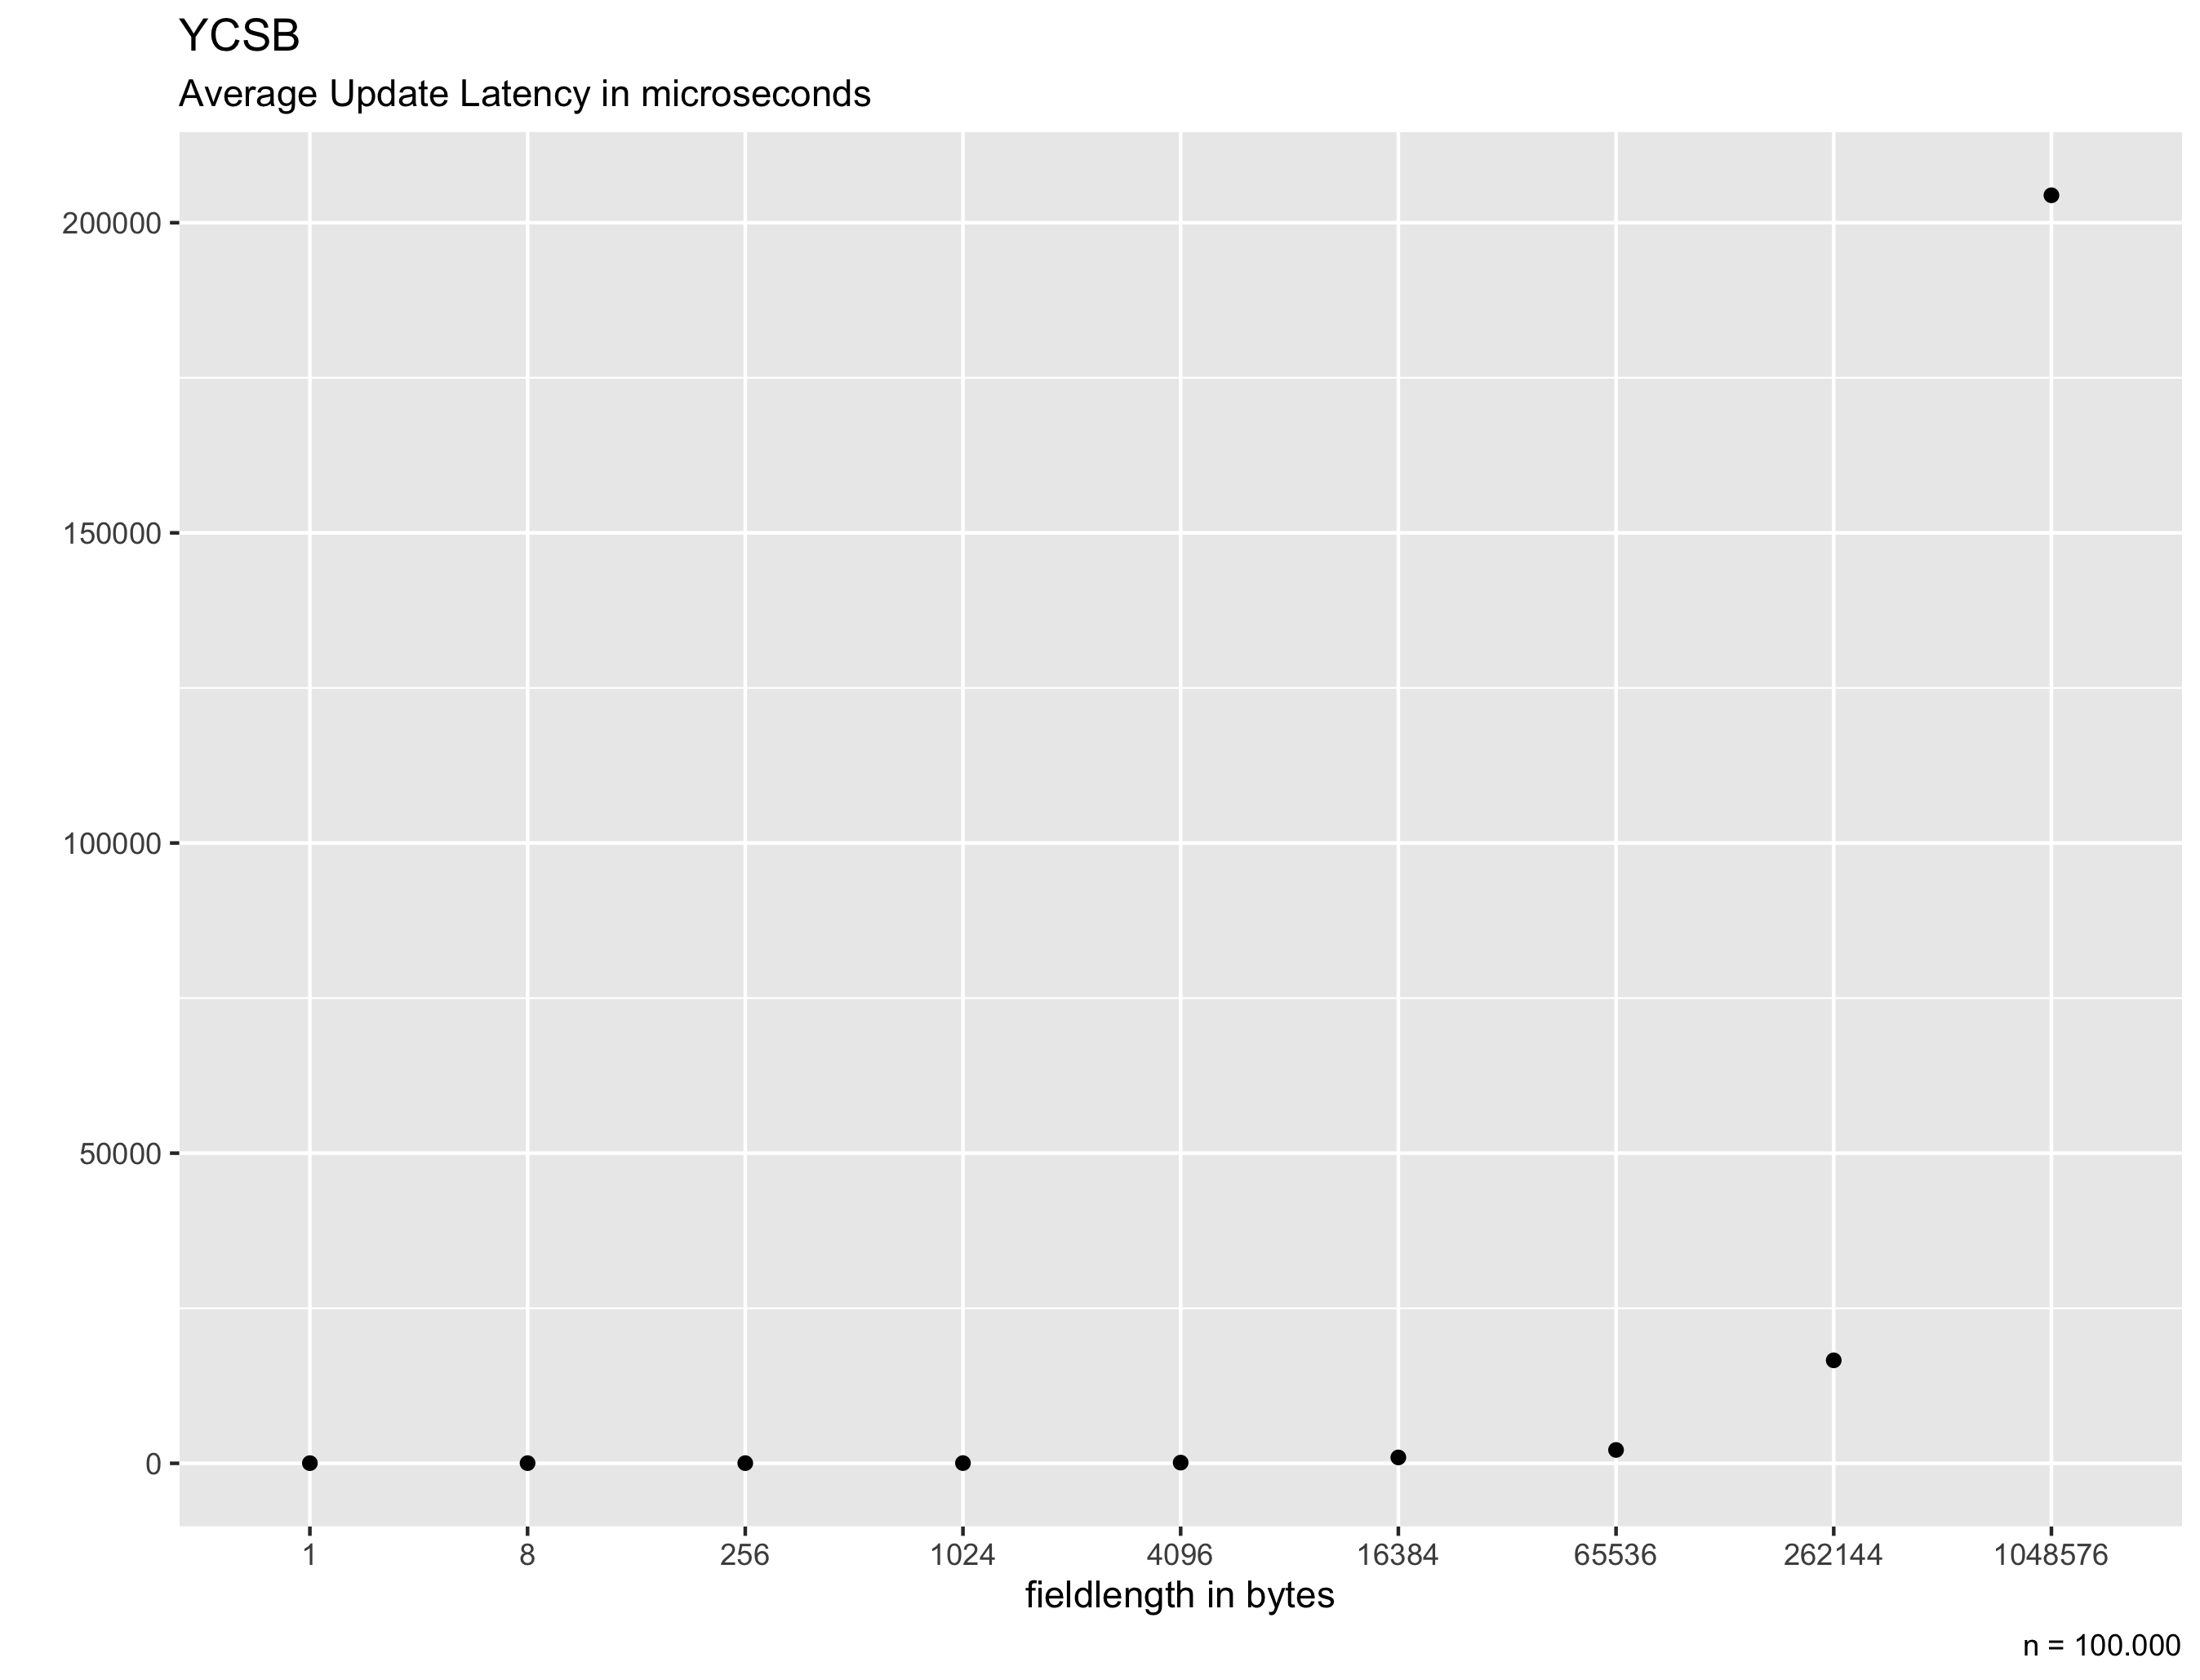 YCSB
Average Update Latency in microseconds
200000
150000
100000
50000
0
1 8 256 1024 4096 16384 65536 262144 1048576
fieldlength in bytes
n = 100.000